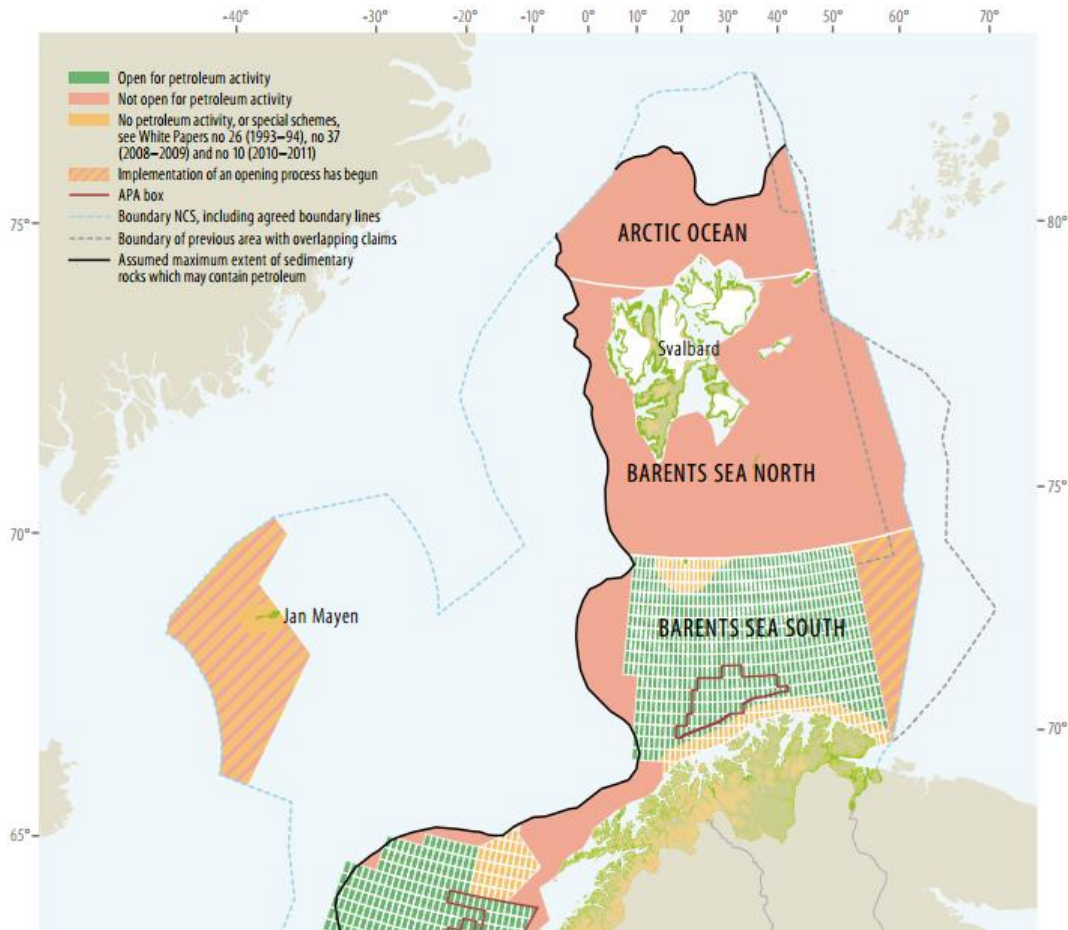 -40° -30° -20° -10° 0° 10° 20° 30° 40° 50° 60° 70°
Open for petroleum activity
Not open for petroleum activity
No petroleum activity, or special schemes,
see White Papers no 26 (1993–94), no 37
(2008–2009) and no 10 (2010–2011)
Implementation of an opening process has begun
APA box
Boundary NCS, including agreed boundary lines
Boundary of previous area with overlapping claims
Assumed maximum extent of sedimentary
rocks which may contain petroleum
75°
80°
ARCTIC OCEAN
Svalbard
BARENTS SEA NORTH
75°
70°
Jan Mayen
BARENTS SEA SOUTH
70°
65°